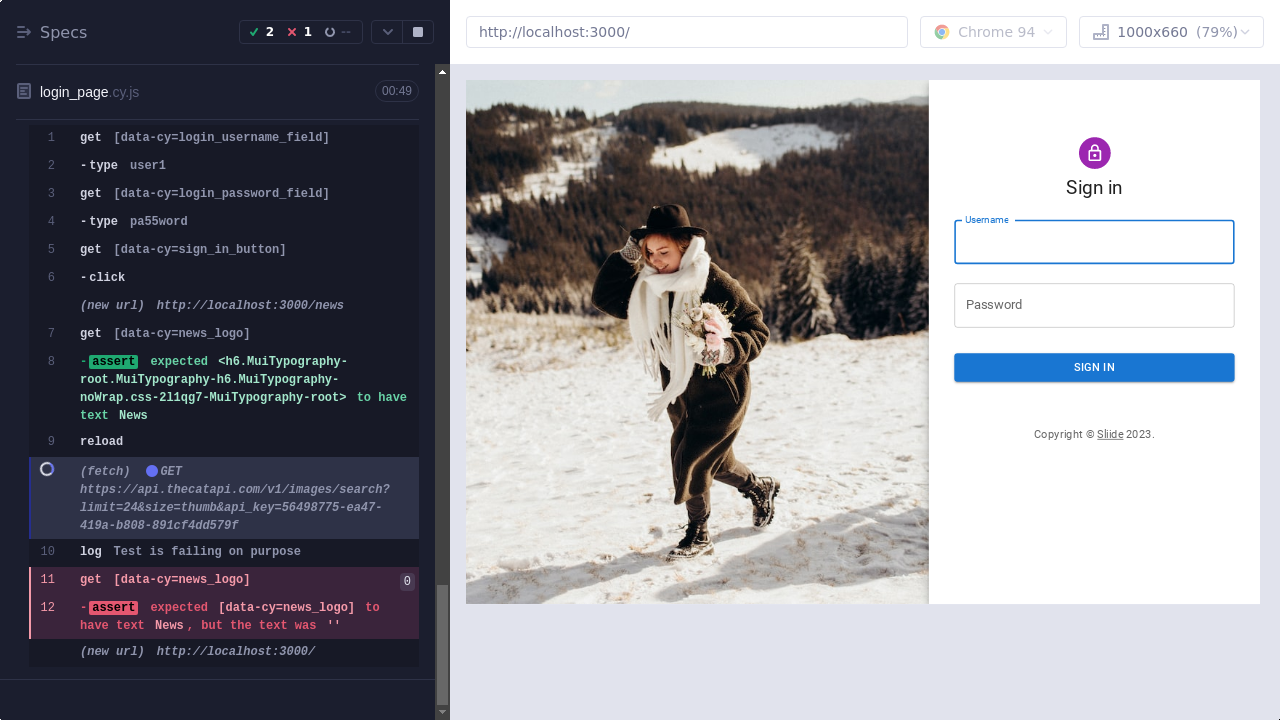 Specs
2
1
--
login_page.cy.js
00:49
1 get [data-cy=login_username_field]
2 -type user1
3 get [data-cy=login_password_field]
4 -type pa55word
5 get [data-cy=sign_in_button]
6 -click
(new url) http://localhost:3000/news
7 get [data-cy=news_logo]
8 -assert expected <h6.MuiTypography-
root.MuiTypography-h6.MuiTypography-
noWrap.css-2l1qg7-MuiTypography-root> to have
text News
9 reload
(fetch) GET
https://api.thecatapi.com/v1/images/search?
limit=24&size=thumb&api_key=56498775-ea47-
419a-b808-891cf4dd579f
10 log Test is failing on purpose
11 get [data-cy=news_logo] 0
12 -assert expected [data-cy=news_logo] to
have text News, but the text was ''
(new url) http://localhost:3000/
http://localhost:3000/
Chrome 94
1000x660 (79%)
Sign in
Username
Password
SIGN IN
Copyright © Sliide 2023.